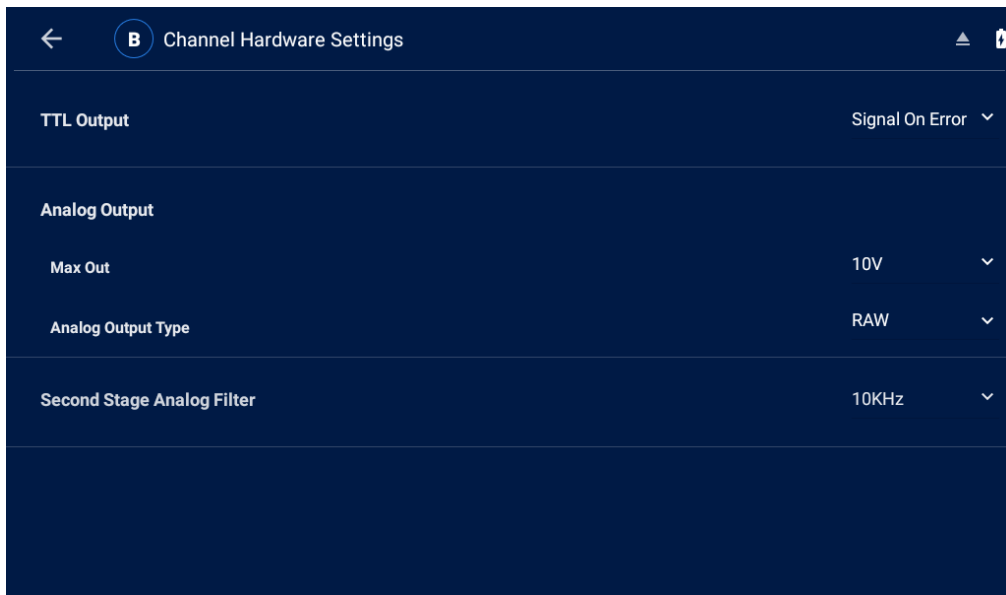 B Channel Hardware Settings
TTL Output Signal On Error
Analog Output
Max Out 10V
Analog Output Type RAW
Second Stage Analog Filter 10KHz